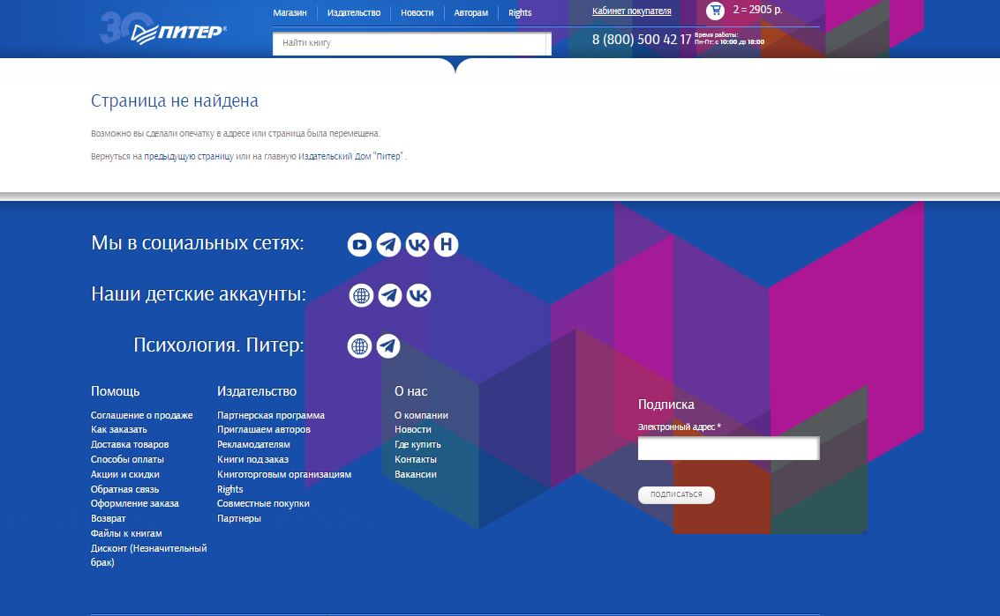 Магазин Издательство Новости Авторам Rights Кабинет покупателя 2 = 2905 р.
30 ПИТЕР®
Найти книгу
8 (800) 500 42 17
Время работы:
Пн-Пт: с 10:00 до 18:00
Страница не найдена
Возможно вы сделали опечатку в адресе или страница была перемещена.
Вернуться на предыдущую страницу или на главную Издательский Дом "Питер" .
Мы в социальных сетях:
Наши детские аккаунты:
Психология. Питер:
Помощь
Соглашение о продаже
Как заказать
Доставка товаров
Способы оплаты
Акции и скидки
Обратная связь
Оформление заказа
Возврат
Файлы к книгам
Дисконт (Незначительный
брак)
Издательство
Партнерская программа
Приглашаем авторов
Рекламодателям
Книги под заказ
Книготорговым организациям
Rights
Совместные покупки
Партнеры
О нас
О компании
Новости
Где купить
Контакты
Вакансии
Подписка
Электронный адрес *
ПОДПИСАТЬСЯ